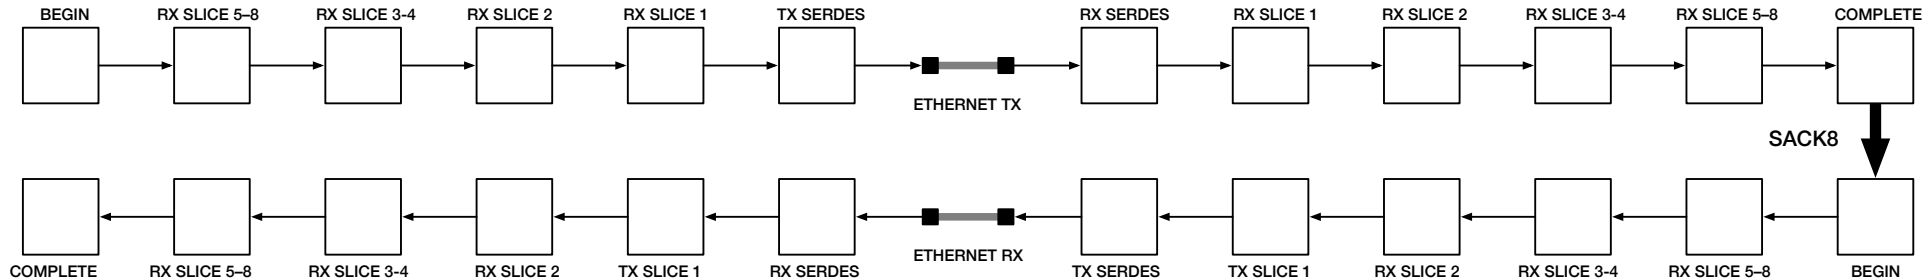 BEGIN
RX SLICE 5–8
RX SLICE 3-4
RX SLICE 2
RX SLICE 1
TX SERDES
ETHERNET TX
RX SERDES
RX SLICE 1
RX SLICE 2
RX SLICE 3-4
RX SLICE 5–8
COMPLETE
SACK8
COMPLETE
RX SLICE 5–8
RX SLICE 3-4
RX SLICE 2
TX SLICE 1
RX SERDES
ETHERNET RX
TX SERDES
TX SLICE 1
RX SLICE 2
RX SLICE 3-4
RX SLICE 5–8
BEGIN